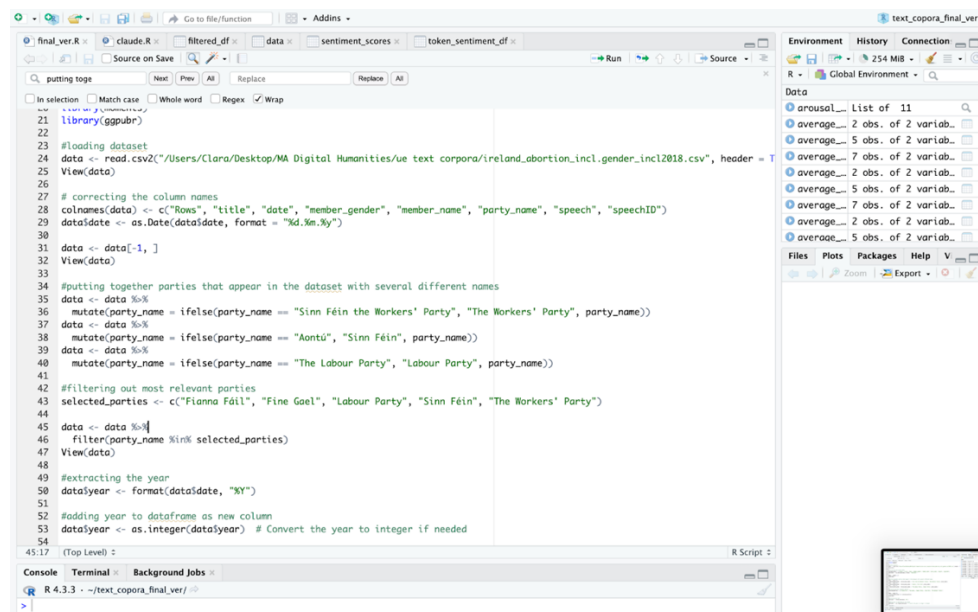 Go to file/function
Addins
text_copora_final_ver
final_ver.R
claude.R
filtered_df
data
sentiment_scores
token_sentiment_df
Source on Save
Run
Source
putting toge
Next
Prev
All
Replace
Replace
All
In selection
Match case
Whole word
Regex
Wrap
21 library(ggpubr)
22
23 #loading dataset
24 data <- read.csv2("/Users/Clara/Desktop/MA Digital Humanities/ue text corpora/ireland_abortion_incl.gender_incl2018.csv", header = T
25 View(data)
26
27 # correcting the column names
28 colnames(data) <- c("Rows", "title", "date", "member_gender", "member_name", "party_name", "speech", "speechID")
29 data$date <- as.Date(data$date, format = "%d.%m.%y")
30
31 data <- data[-1, ]
32 View(data)
33
34 #putting together parties that appear in the dataset with several different names
35 data <- data %>%
36 mutate(party_name = ifelse(party_name == "Sinn Féin the Workers' Party", "The Workers' Party", party_name))
37 data <- data %>%
38 mutate(party_name = ifelse(party_name == "Aontú", "Sinn Féin", party_name))
39 data <- data %>%
40 mutate(party_name = ifelse(party_name == "The Labour Party", "Labour Party", party_name))
41
42 #filtering out most relevant parties
43 selected_parties <- c("Fianna Fáil", "Fine Gael", "Labour Party", "Sinn Féin", "The Workers' Party")
44
45 data <- data %>%
46 filter(party_name %in% selected_parties)
47 View(data)
48
49 #extracting the year
50 data$year <- format(data$date, "%Y")
51
52 #adding year to dataframe as new column
53 data$year <- as.integer(data$year) # Convert the year to integer if needed
54
45:17
(Top Level)
R Script
Console
Terminal
Background Jobs
R 4.3.3 · ~/text_copora_final_ver/
>
Environment
History
Connection
254 MiB
R
Global Environment
Data
arousal_… List of 11
average_… 2 obs. of 2 variab…
average_… 5 obs. of 2 variab…
average_… 7 obs. of 2 variab…
average_… 2 obs. of 2 variab…
average_… 5 obs. of 2 variab…
average_… 7 obs. of 2 variab…
average_… 2 obs. of 2 variab…
average_… 5 obs. of 2 variab…
Files
Plots
Packages
Help
V
Zoom
Export